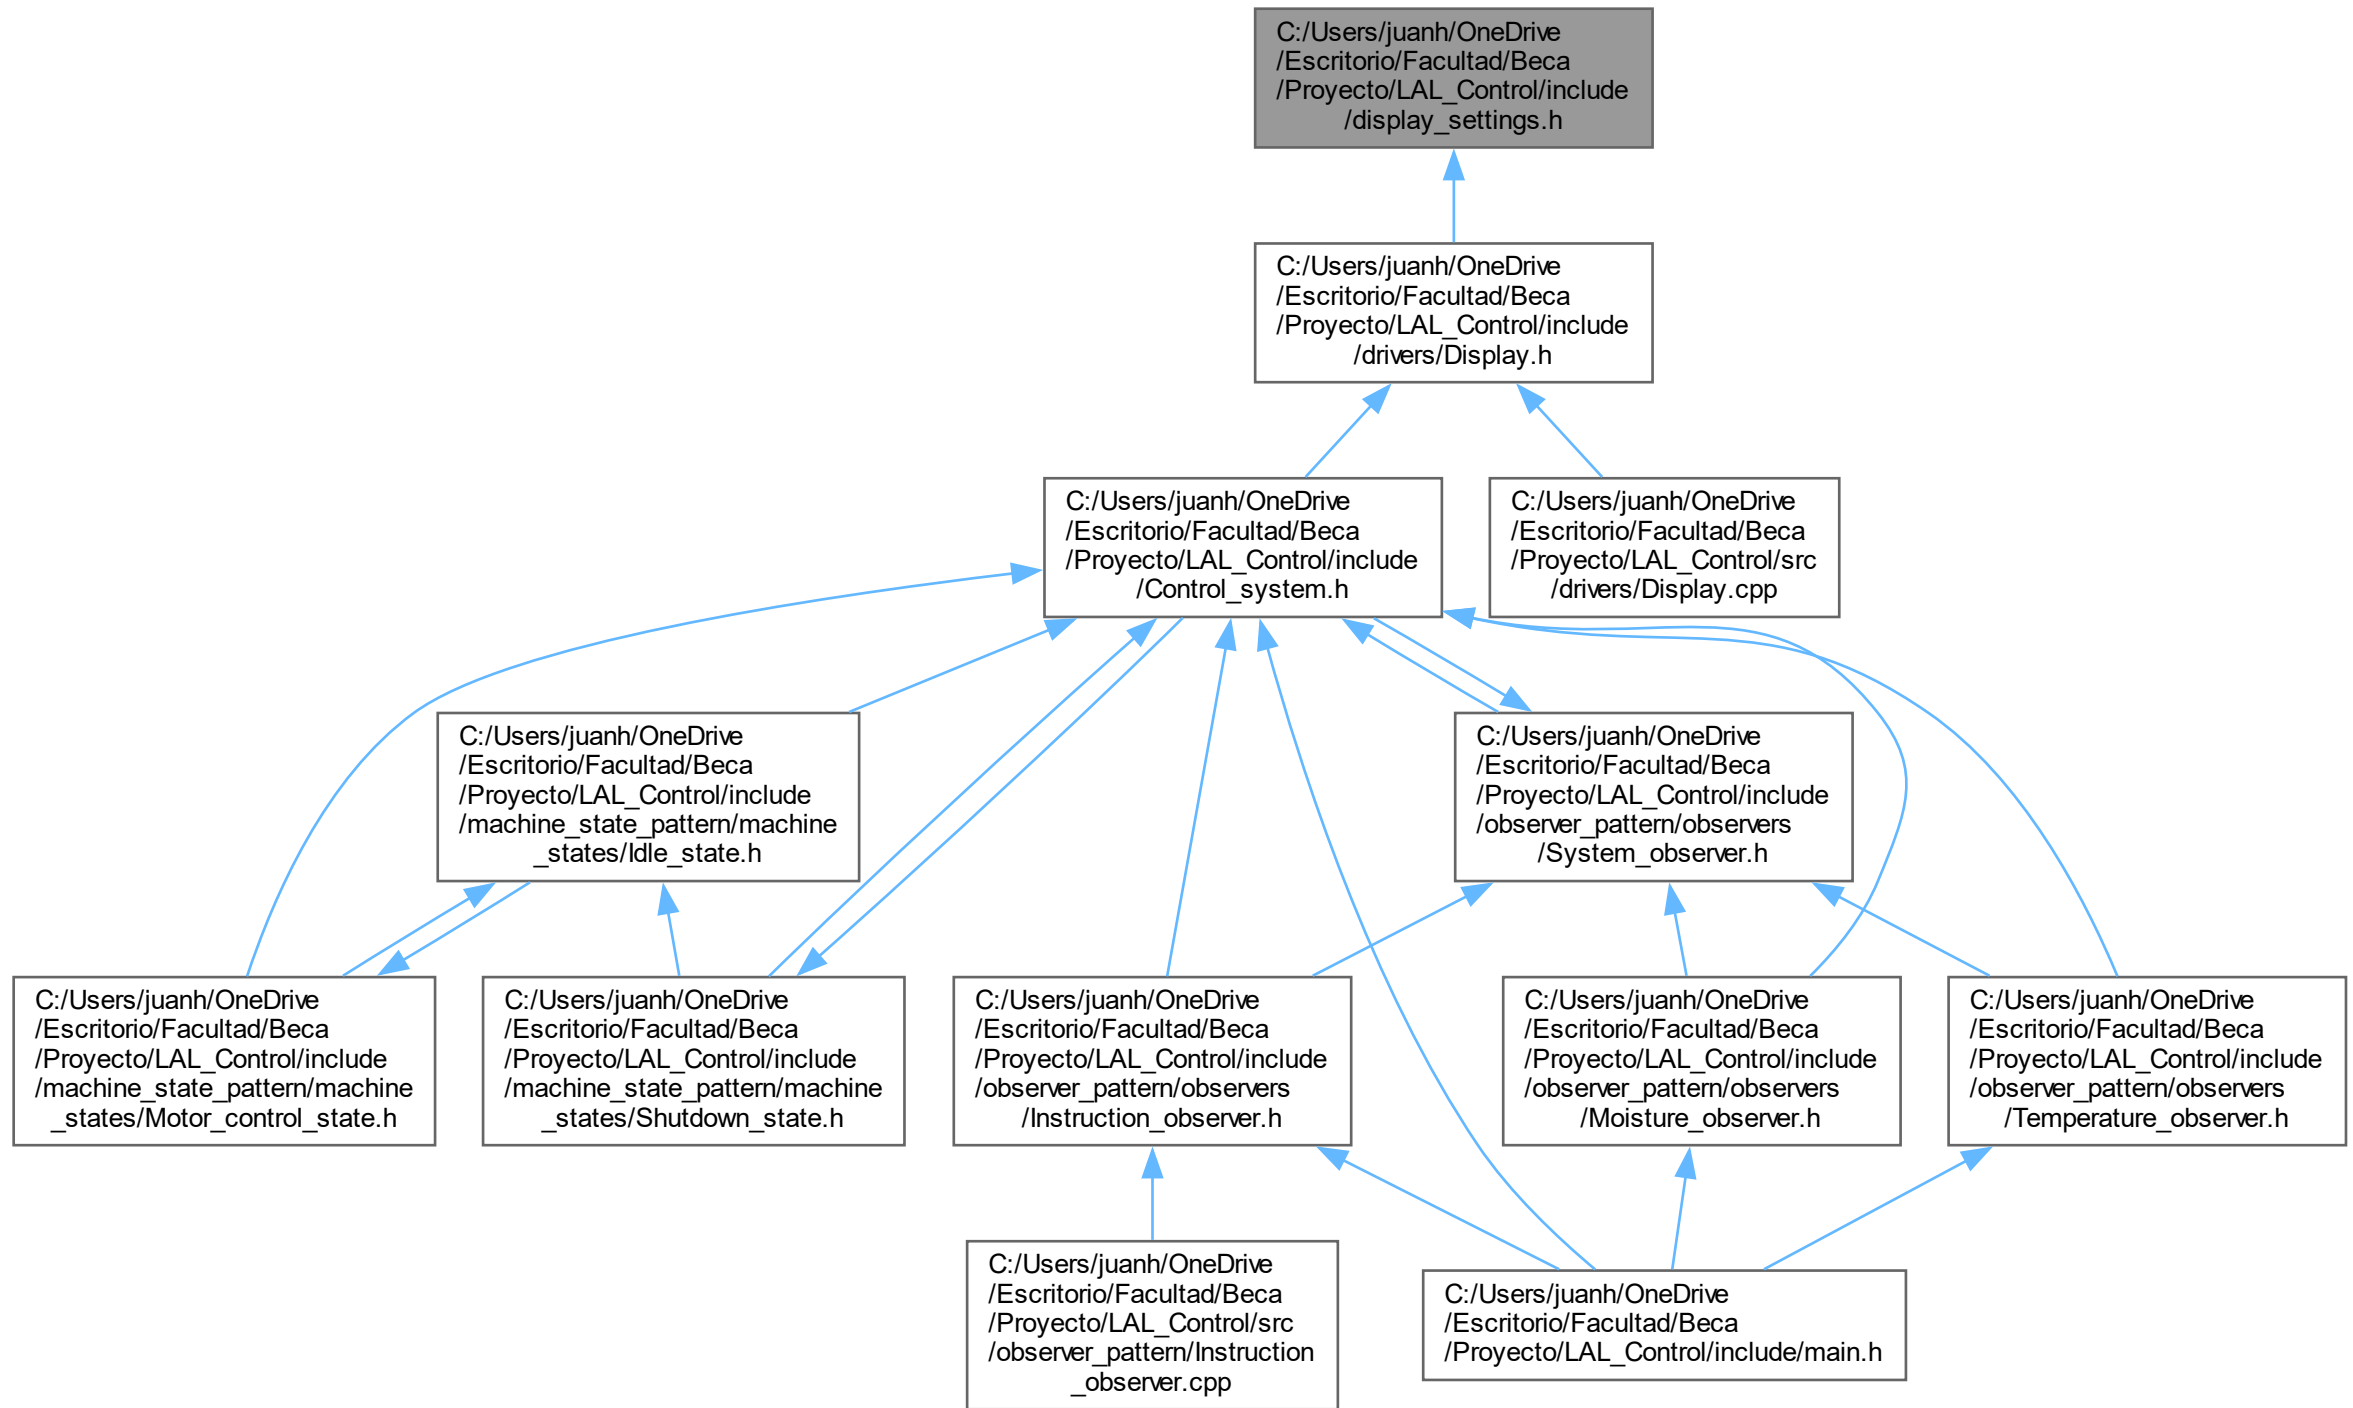 C:/Users/juanh/OneDrive
/Escritorio/Facultad/Beca
/Proyecto/LAL_Control/include
/display_settings.h
C:/Users/juanh/OneDrive
/Escritorio/Facultad/Beca
/Proyecto/LAL_Control/include
/drivers/Display.h
C:/Users/juanh/OneDrive
/Escritorio/Facultad/Beca
/Proyecto/LAL_Control/include
/Control_system.h
C:/Users/juanh/OneDrive
/Escritorio/Facultad/Beca
/Proyecto/LAL_Control/src
/drivers/Display.cpp
C:/Users/juanh/OneDrive
/Escritorio/Facultad/Beca
/Proyecto/LAL_Control/include
/machine_state_pattern/machine
_states/Idle_state.h
C:/Users/juanh/OneDrive
/Escritorio/Facultad/Beca
/Proyecto/LAL_Control/include
/observer_pattern/observers
/System_observer.h
C:/Users/juanh/OneDrive
/Escritorio/Facultad/Beca
/Proyecto/LAL_Control/include
/machine_state_pattern/machine
_states/Motor_control_state.h
C:/Users/juanh/OneDrive
/Escritorio/Facultad/Beca
/Proyecto/LAL_Control/include
/machine_state_pattern/machine
_states/Shutdown_state.h
C:/Users/juanh/OneDrive
/Escritorio/Facultad/Beca
/Proyecto/LAL_Control/include
/observer_pattern/observers
/Instruction_observer.h
C:/Users/juanh/OneDrive
/Escritorio/Facultad/Beca
/Proyecto/LAL_Control/include
/observer_pattern/observers
/Moisture_observer.h
C:/Users/juanh/OneDrive
/Escritorio/Facultad/Beca
/Proyecto/LAL_Control/include
/observer_pattern/observers
/Temperature_observer.h
C:/Users/juanh/OneDrive
/Escritorio/Facultad/Beca
/Proyecto/LAL_Control/src
/observer_pattern/Instruction
_observer.cpp
C:/Users/juanh/OneDrive
/Escritorio/Facultad/Beca
/Proyecto/LAL_Control/include/main.h